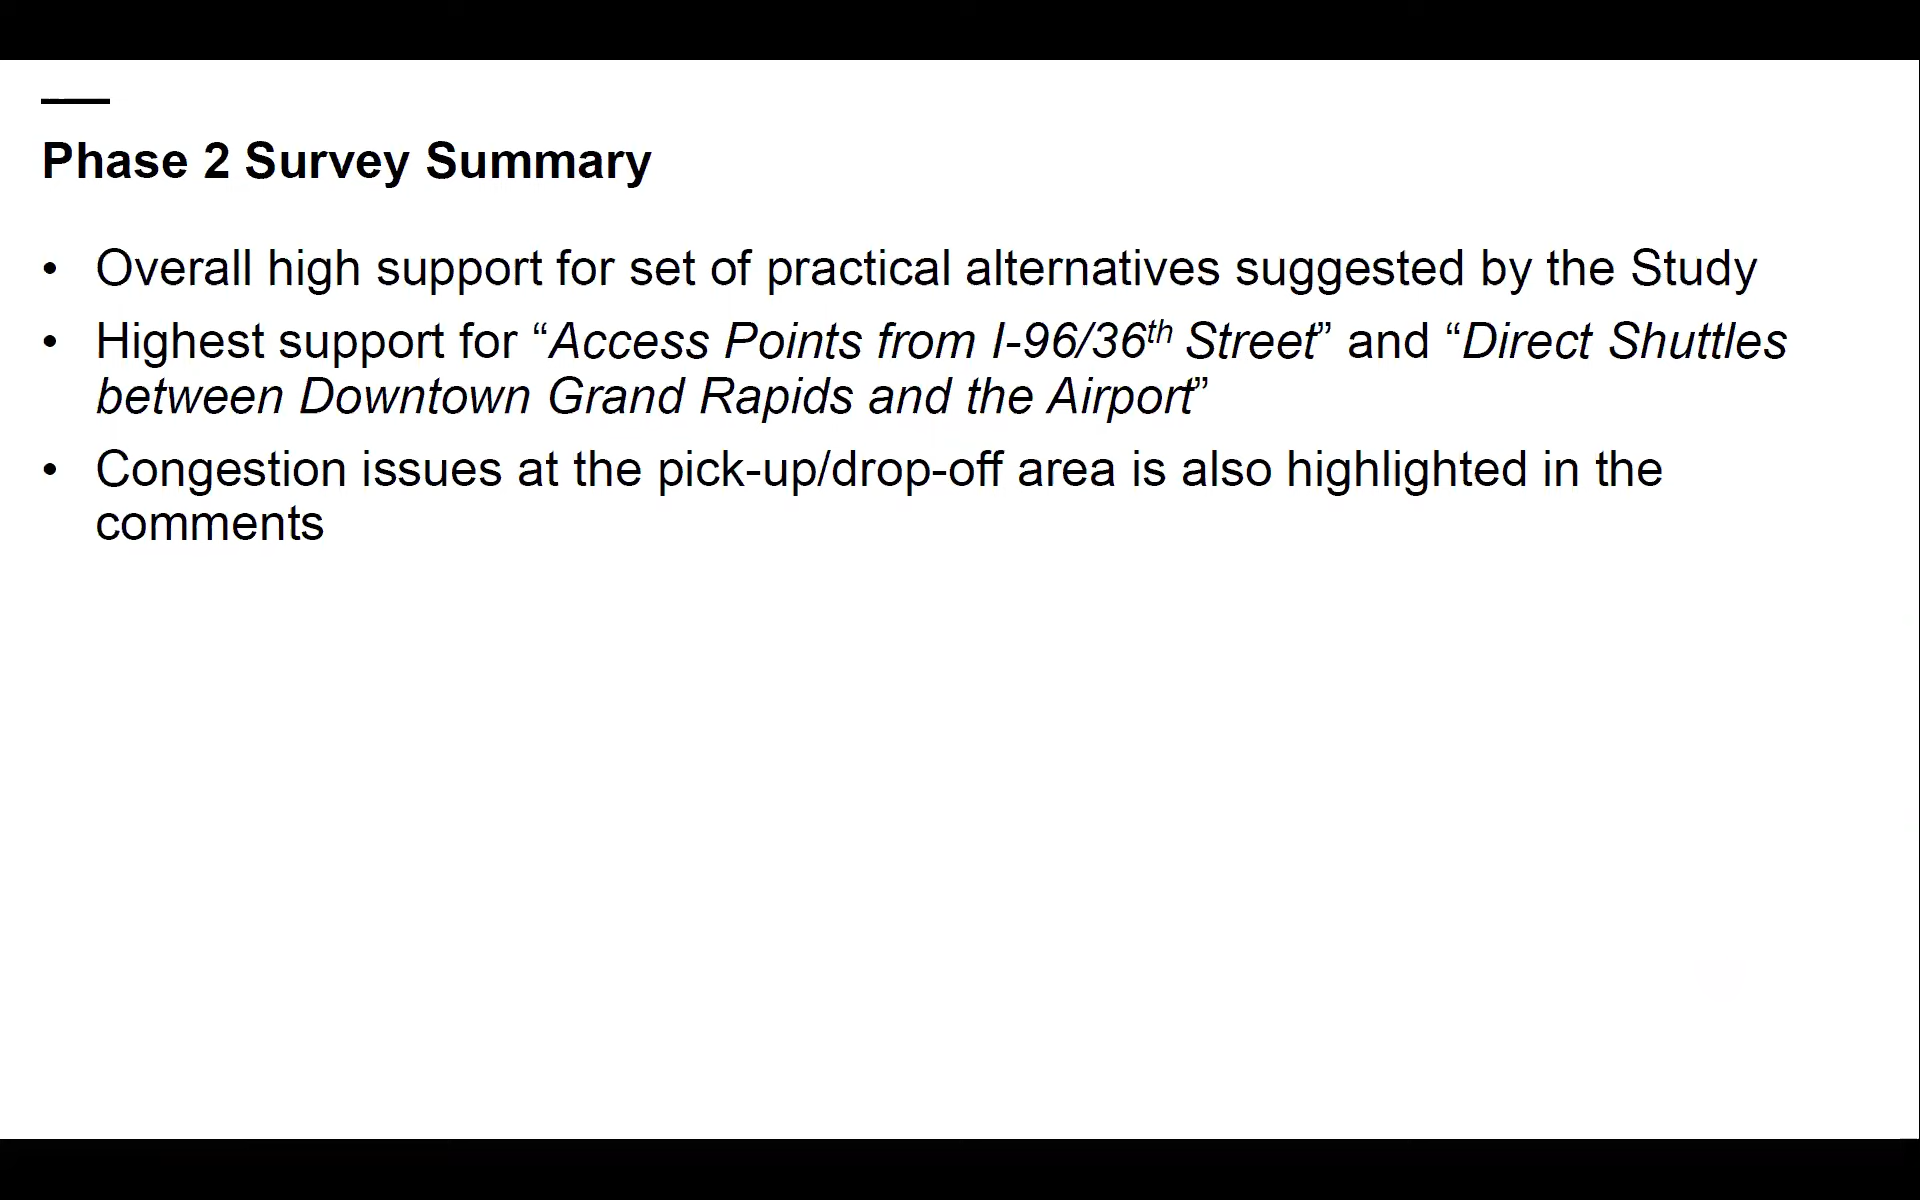 Phase 2 Survey Summary
• Overall high support for set of practical alternatives suggested by the Study
• Highest support for “Access Points from I-96/36th Street” and “Direct Shuttles
between Downtown Grand Rapids and the Airport”
• Congestion issues at the pick-up/drop-off area is also highlighted in the
comments